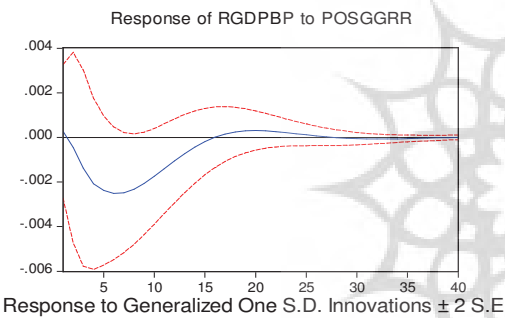 Response of RGDPBP to POSGGRR
.004
.002
.000
-.002
-.004
-.006
5 10 15 20 25 30 35 40
Response to Generalized One S.D. Innovations ± 2 S.E